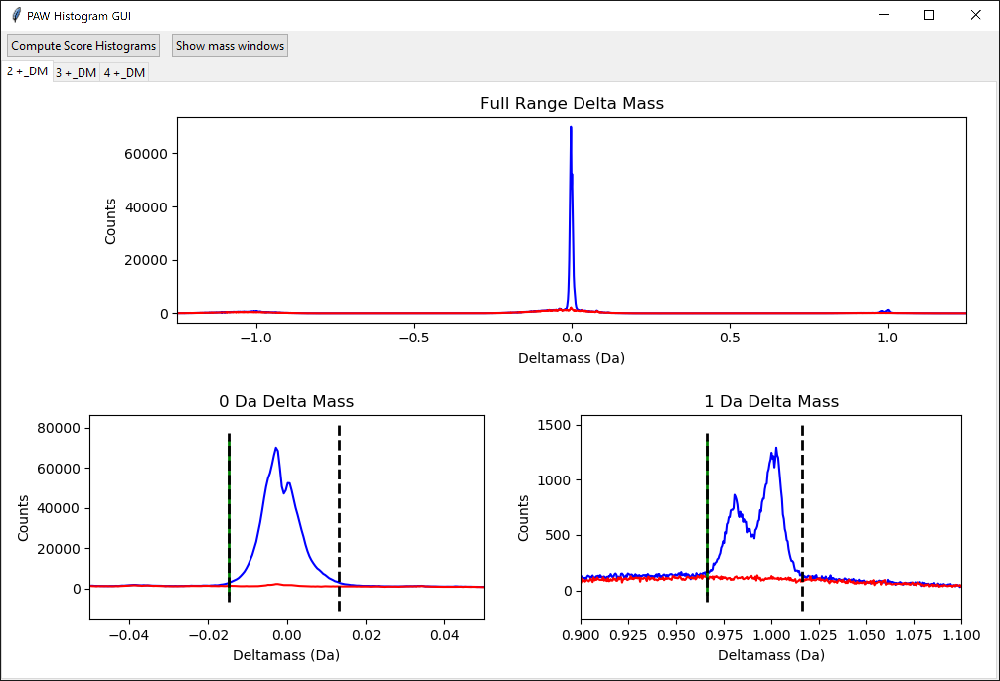 PAW Histogram GUI
Compute Score Histograms Show mass windows
2 +_DM 3 +_DM 4 +_DM
Full Range Delta Mass
60000
40000
20000
0
Counts
−1.0 −0.5 0.0 0.5 1.0
Deltamass (Da)
0 Da Delta Mass
80000
60000
40000
20000
0
Counts
−0.04 −0.02 0.00 0.02 0.04
Deltamass (Da)
1 Da Delta Mass
1500
1000
500
0
Counts
0.900 0.925 0.950 0.975 1.000 1.025 1.050 1.075 1.100
Deltamass (Da)